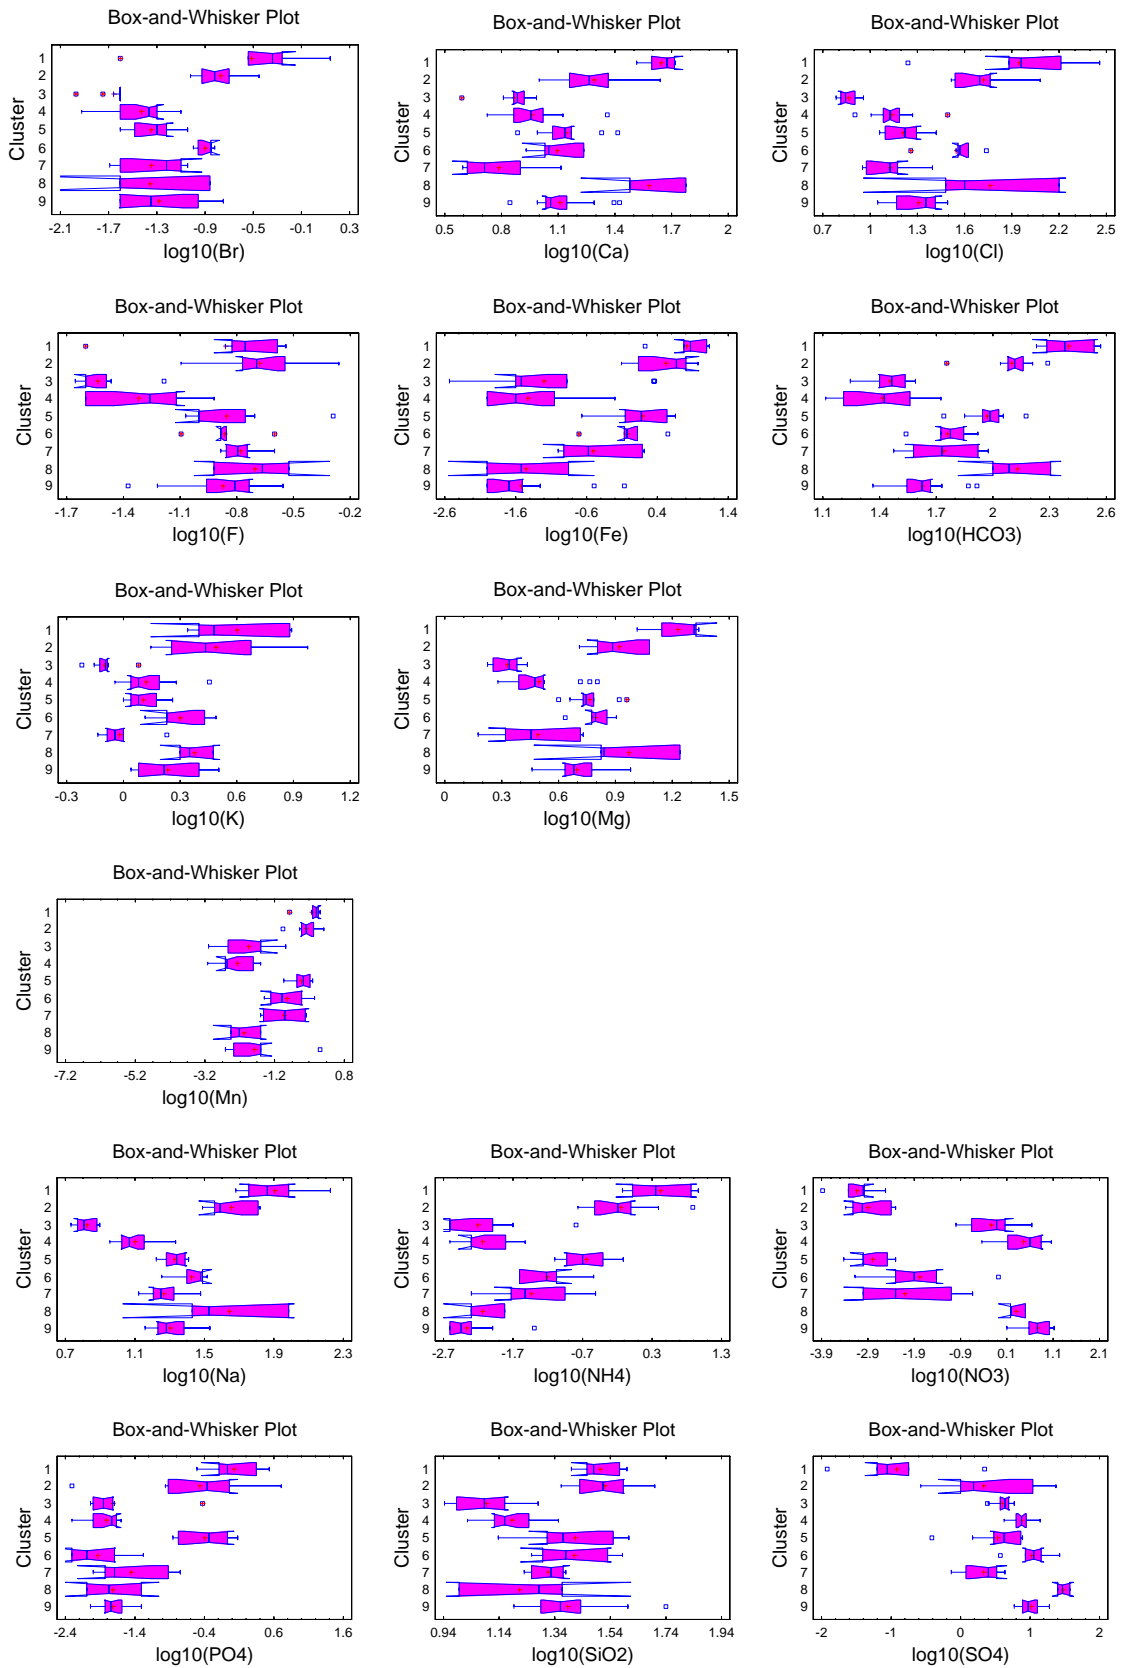 Box-and-Whisker Plot
Cluster
1
2
3
4
5
6
7
8
9
-2.1 -1.7 -1.3 -0.9 -0.5 -0.1 0.3
log10(Br)
Box-and-Whisker Plot
Cluster
1
2
3
4
5
6
7
8
9
0.5 0.8 1.1 1.4 1.7 2
log10(Ca)
Box-and-Whisker Plot
Cluster
1
2
3
4
5
6
7
8
9
0.7 1 1.3 1.6 1.9 2.2 2.5
log10(Cl)
Box-and-Whisker Plot
Cluster
1
2
3
4
5
6
7
8
9
-1.7 -1.4 -1.1 -0.8 -0.5 -0.2
log10(F)
Box-and-Whisker Plot
Cluster
1
2
3
4
5
6
7
8
9
-2.6 -1.6 -0.6 0.4 1.4
log10(Fe)
Box-and-Whisker Plot
Cluster
1
2
3
4
5
6
7
8
9
1.1 1.4 1.7 2 2.3 2.6
log10(HCO3)
Box-and-Whisker Plot
Cluster
1
2
3
4
5
6
7
8
9
-0.3 0 0.3 0.6 0.9 1.2
log10(K)
Box-and-Whisker Plot
Cluster
1
2
3
4
5
6
7
8
9
0 0.3 0.6 0.9 1.2 1.5
log10(Mg)
Box-and-Whisker Plot
Cluster
1
2
3
4
5
6
7
8
9
-7.2 -5.2 -3.2 -1.2 0.8
log10(Mn)
Box-and-Whisker Plot
Cluster
1
2
3
4
5
6
7
8
9
0.7 1.1 1.5 1.9 2.3
log10(Na)
Box-and-Whisker Plot
Cluster
1
2
3
4
5
6
7
8
9
-2.7 -1.7 -0.7 0.3 1.3
log10(NH4)
Box-and-Whisker Plot
Cluster
1
2
3
4
5
6
7
8
9
-3.9 -2.9 -1.9 -0.9 0.1 1.1 2.1
log10(NO3)
Box-and-Whisker Plot
Cluster
1
2
3
4
5
6
7
8
9
-2.4 -1.4 -0.4 0.6 1.6
log10(PO4)
Box-and-Whisker Plot
Cluster
1
2
3
4
5
6
7
8
9
0.94 1.14 1.34 1.54 1.74 1.94
log10(SiO2)
Box-and-Whisker Plot
Cluster
1
2
3
4
5
6
7
8
9
-2 -1 0 1 2
log10(SO4)